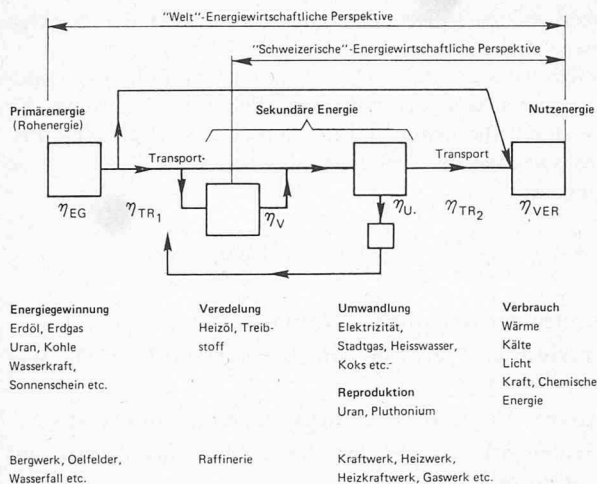 "Welt"-Energiewirtschaftliche Perspektive
"Schweizerische"-Energiewirtschaftliche Perspektive
Primärenergie
(Rohenergie)
Sekundäre Energie
Nutzenergie
Transport
Transport
η_EG
η_TR1
η_V
η_U.
η_TR2
η_VER
Energiegewinnung
Erdöl, Erdgas
Uran, Kohle
Wasserkraft,
Sonnenschein etc.
Veredelung
Heizöl, Treib-
stoff
Umwandlung
Elektrizität,
Stadtgas, Heisswasser,
Koks etc.
Reproduktion
Uran, Plutonium
Verbrauch
Wärme
Kälte
Licht
Kraft, Chemische
Energie
Bergwerk, Oelfelder,
Wasserfall etc.
Raffinerie
Kraftwerk, Heizwerk,
Heizkraftwerk, Gaswerk etc.